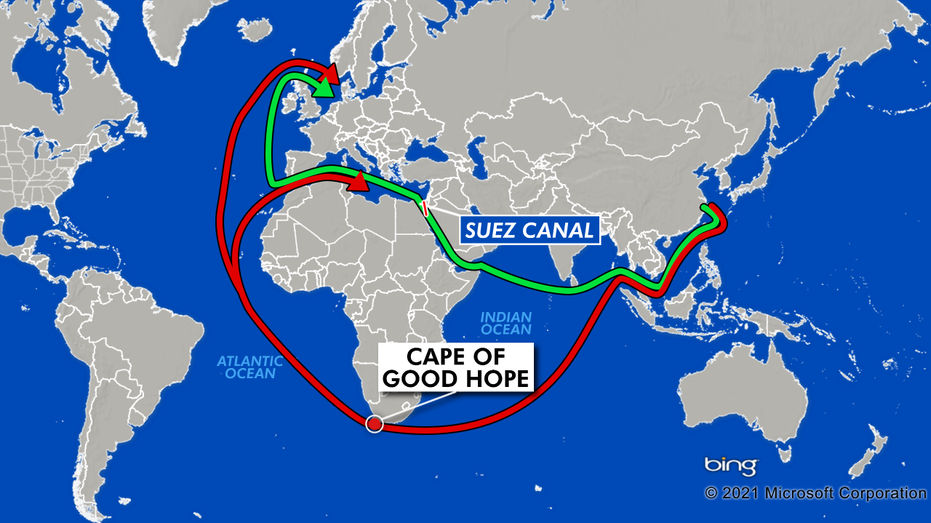 SUEZ CANAL
INDIAN
OCEAN
CAPE OF
GOOD HOPE
ATLANTIC
OCEAN
bing
© 2021 Microsoft Corporation